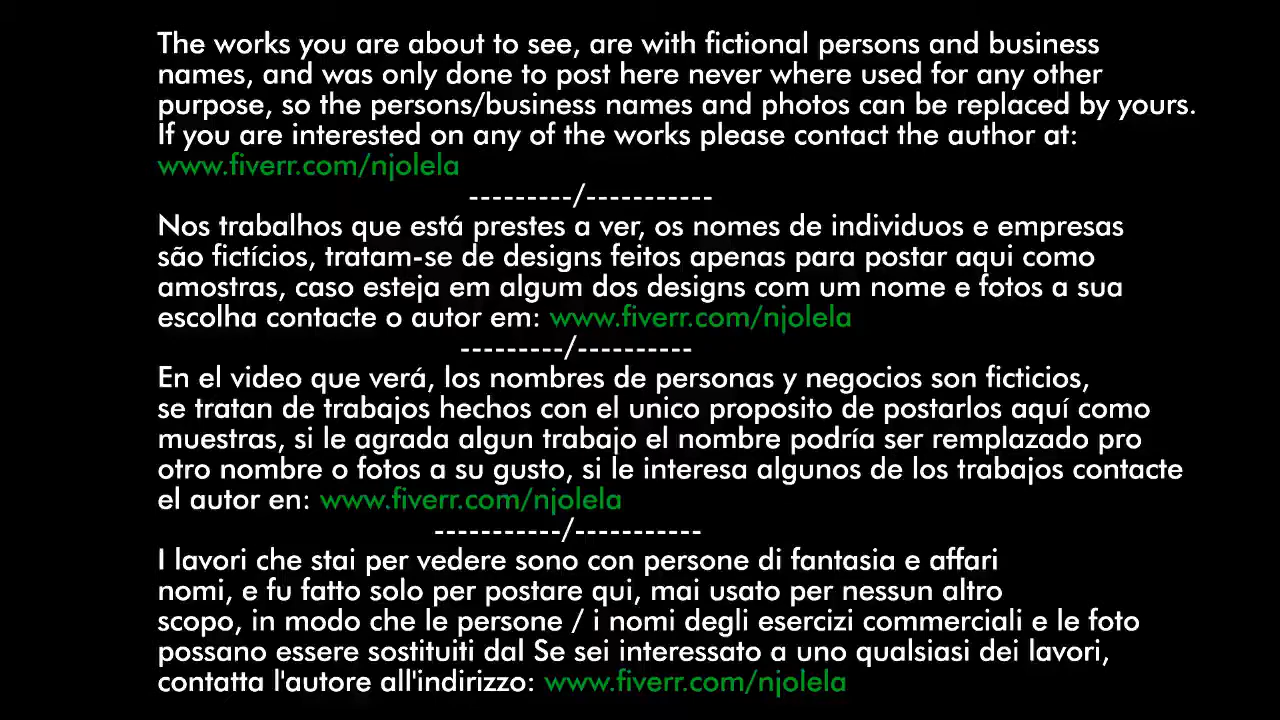 The works you are about to see, are with fictional persons and business
names, and was only done to post here never where used for any other
purpose, so the persons/business names and photos can be replaced by yours.
If you are interested on any of the works please contact the author at:
www.fiverr.com/njolela
---------/-----------
Nos trabalhos que está prestes a ver, os nomes de individuos e empresas
são fictícios, tratam-se de designs feitos apenas para postar aqui como
amostras, caso esteja em algum dos designs com um nome e fotos a sua
escolha contacte o autor em: www.fiverr.com/njolela
---------/----------
En el video que verá, los nombres de personas y negocios son ficticios,
se tratan de trabajos hechos con el unico proposito de postarlos aquí como
muestras, si le agrada algun trabajo el nombre podría ser remplazado pro
otro nombre o fotos a su gusto, si le interesa algunos de los trabajos contacte
el autor en: www.fiverr.com/njolela
-----------/-----------
I lavori che stai per vedere sono con persone di fantasia e affari
nomi, e fu fatto solo per postare qui, mai usato per nessun altro
scopo, in modo che le persone / i nomi degli esercizi commerciali e le foto
possano essere sostituiti dal Se sei interessato a uno qualsiasi dei lavori,
contatta l'autore all'indirizzo: www.fiverr.com/njolela